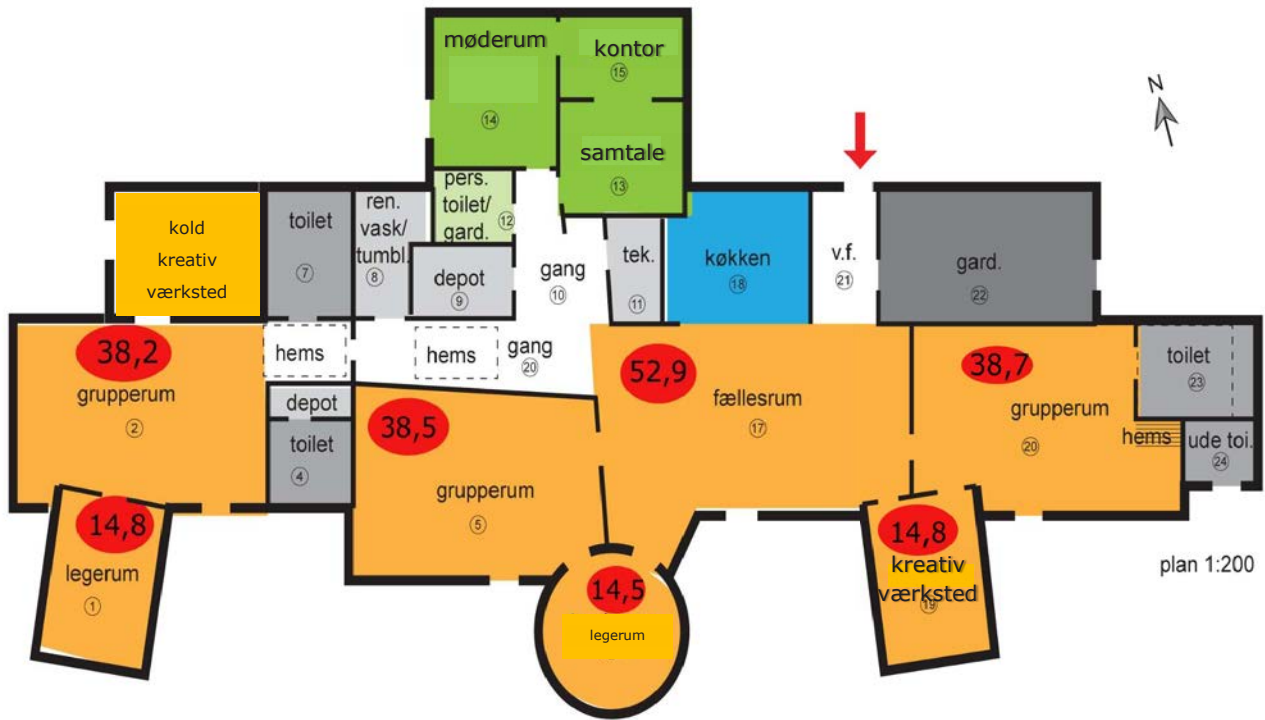 møderum
14
kontor
15
samtale
13
N
kold
kreativ
værksted
toilet
7
ren.
vask/
tumbl.
8
pers.
toilet/
gard.
12
depot
9
gang
10
tek.
11
køkken
18
v.f.
21
gard.
22
38,2
grupperum
2
hems
hems
gang
20
depot
toilet
4
38,5
grupperum
5
52,9
fællesrum
17
38,7
grupperum
20
hems
toilet
23
ude toi.
24
14,8
legerum
1
14,5
legerum
14,8
kreativ
værksted
19
plan 1:200